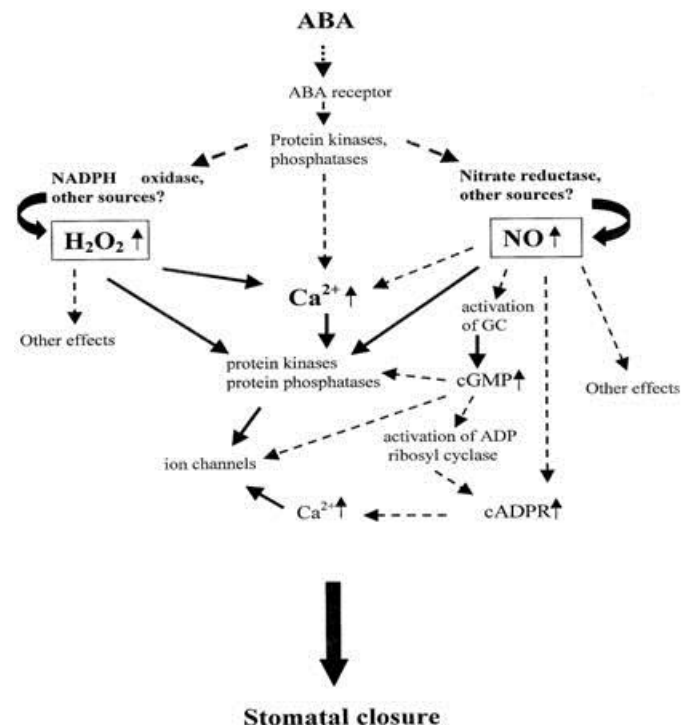 ABA
ABA receptor
Protein kinases,
phosphatases
NADPH oxidase,
other sources?
Nitrate reductase,
other sources?
H₂O₂ ↑
NO ↑
Ca²⁺ ↑
activation
of GC
Other effects
protein kinases
protein phosphatases
cGMP↑
Other effects
activation of ADP
ribosyl cyclase
ion channels
Ca²⁺↑
cADPR↑
Stomatal closure